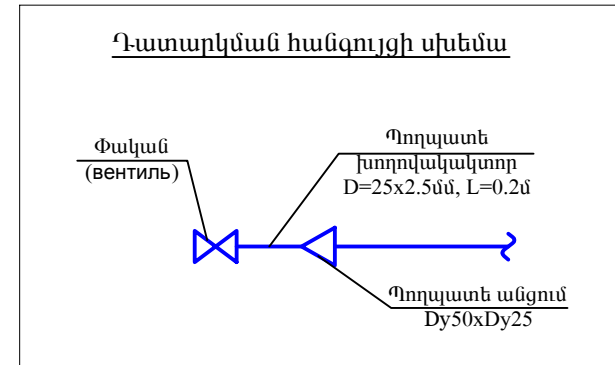 Դատարկման հանգույցի սխեմա
Փական
(вентиль)
Պողպատե
խողովակակտոր
D=25x2.5մմ, L=0.2մ
Պողպատե անցում
Dy50xDy25